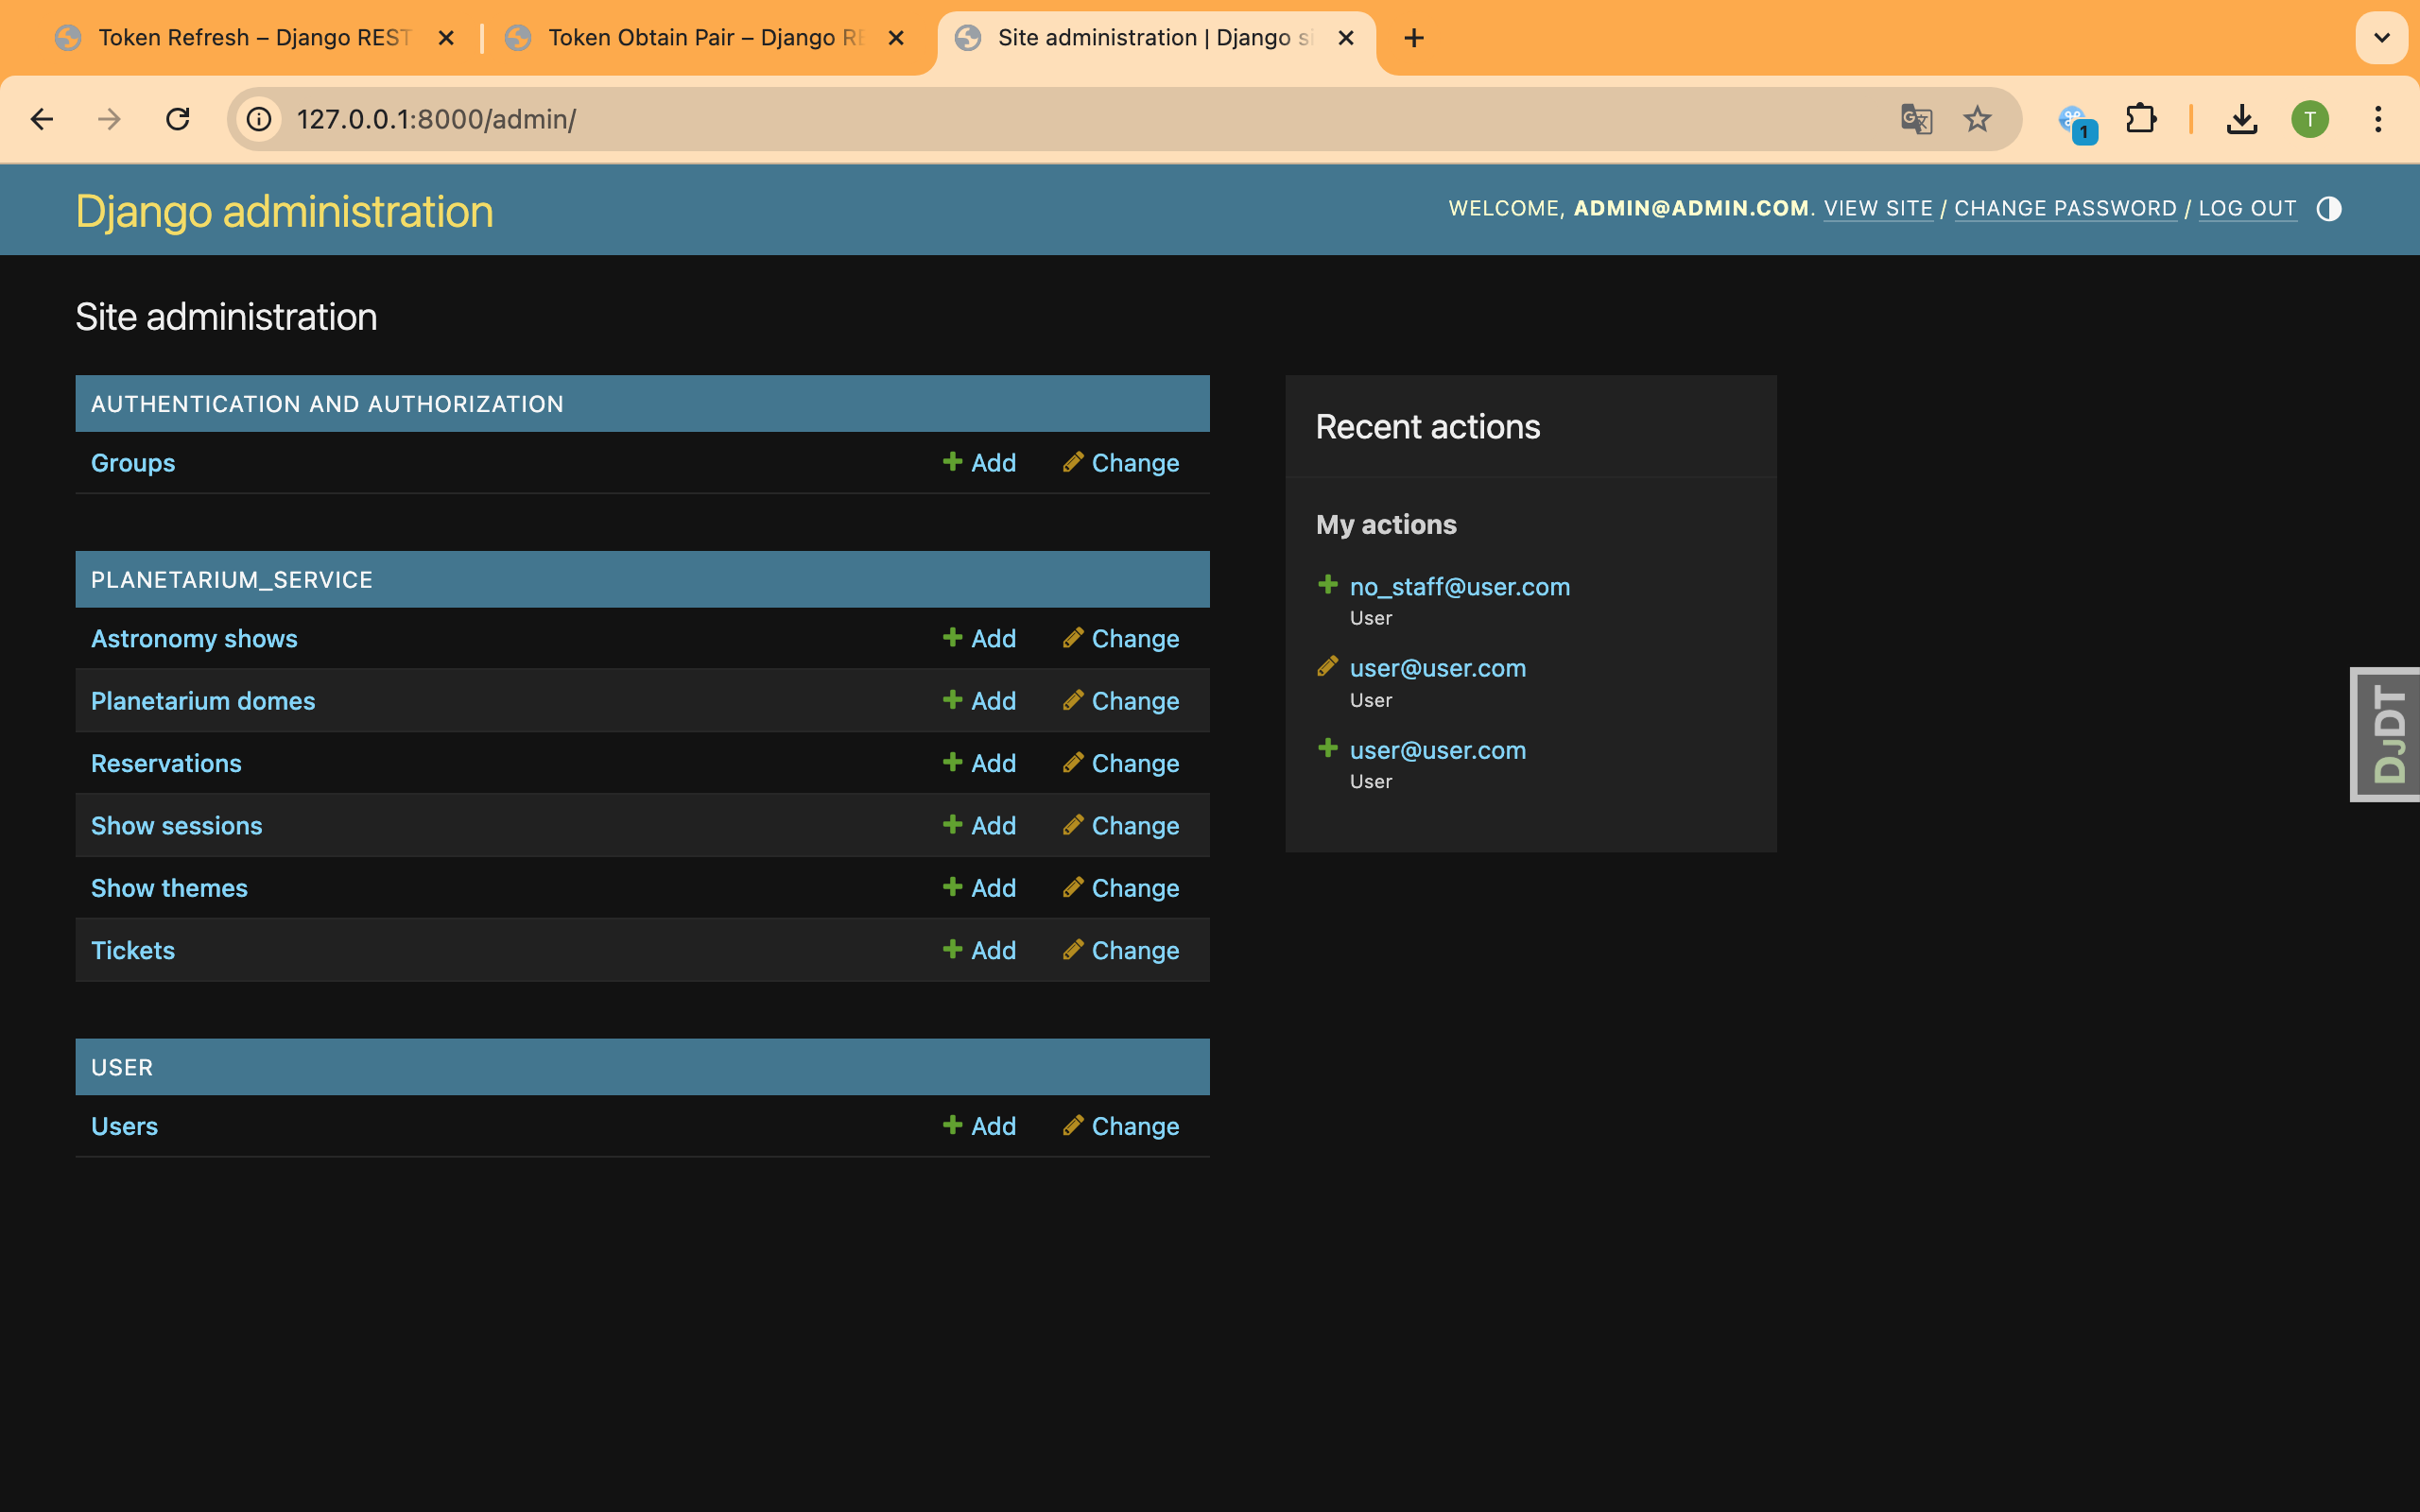 Token Refresh – Django REST
Token Obtain Pair – Django RE
Site administration | Django si
127.0.0.1:8000/admin/
1
T
Django administration
WELCOME, ADMIN@ADMIN.COM. VIEW SITE / CHANGE PASSWORD / LOG OUT
Site administration
AUTHENTICATION AND AUTHORIZATION
Groups Add Change
PLANETARIUM_SERVICE
Astronomy shows Add Change
Planetarium domes Add Change
Reservations Add Change
Show sessions Add Change
Show themes Add Change
Tickets Add Change
USER
Users Add Change
Recent actions
My actions
no_staff@user.com
User
user@user.com
User
user@user.com
User
DJDT